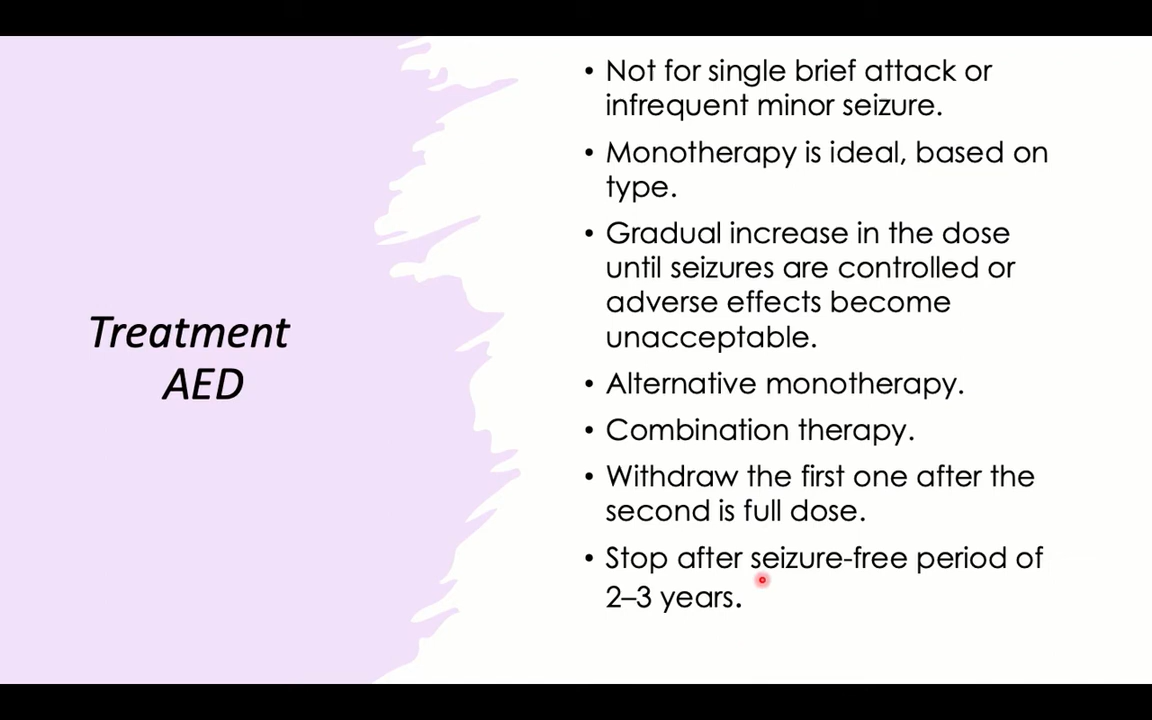 Treatment
AED
• Not for single brief attack or
infrequent minor seizure.
• Monotherapy is ideal, based on
type.
• Gradual increase in the dose
until seizures are controlled or
adverse effects become
unacceptable.
• Alternative monotherapy.
• Combination therapy.
• Withdraw the first one after the
second is full dose.
• Stop after seizure-free period of
2–3 years.